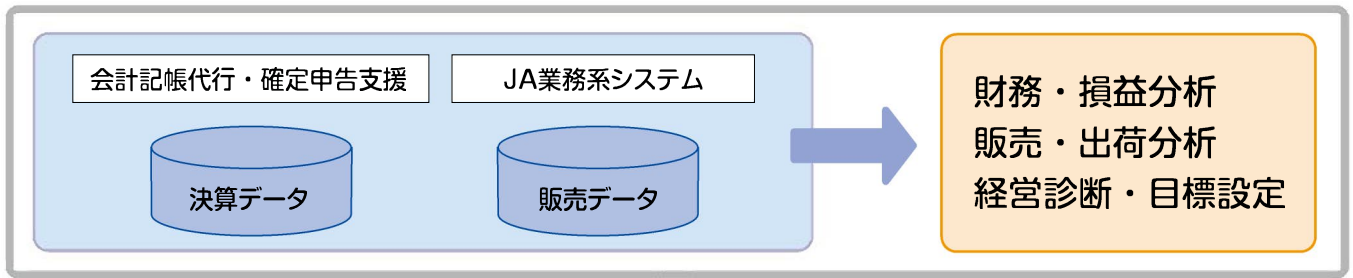 会計記帳代行・確定申告支援
JA業務系システム
決算データ
販売データ
財務・損益分析
販売・出荷分析
経営診断・目標設定